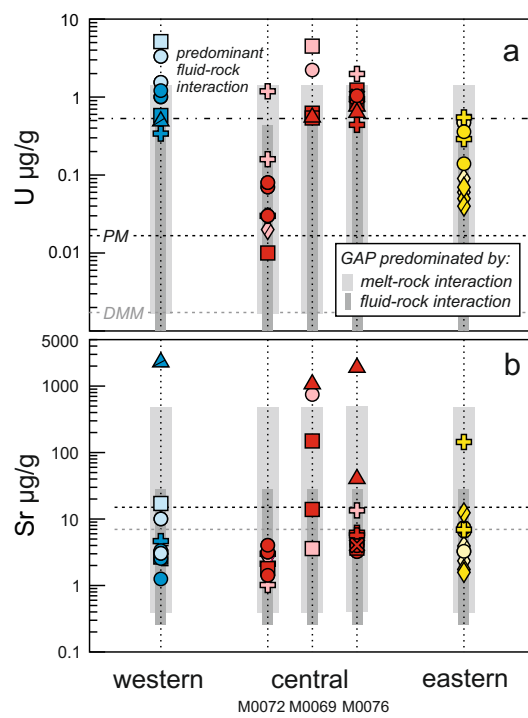 10
a
predominant
fluid-rock
interaction
1
U µg/g
0.1
PM
0.01
GAP predominated by:
melt-rock interaction
fluid-rock interaction
DMM
5000
b
1000
100
Sr µg/g
10
1
0.1
western central eastern
M0072 M0069 M0076